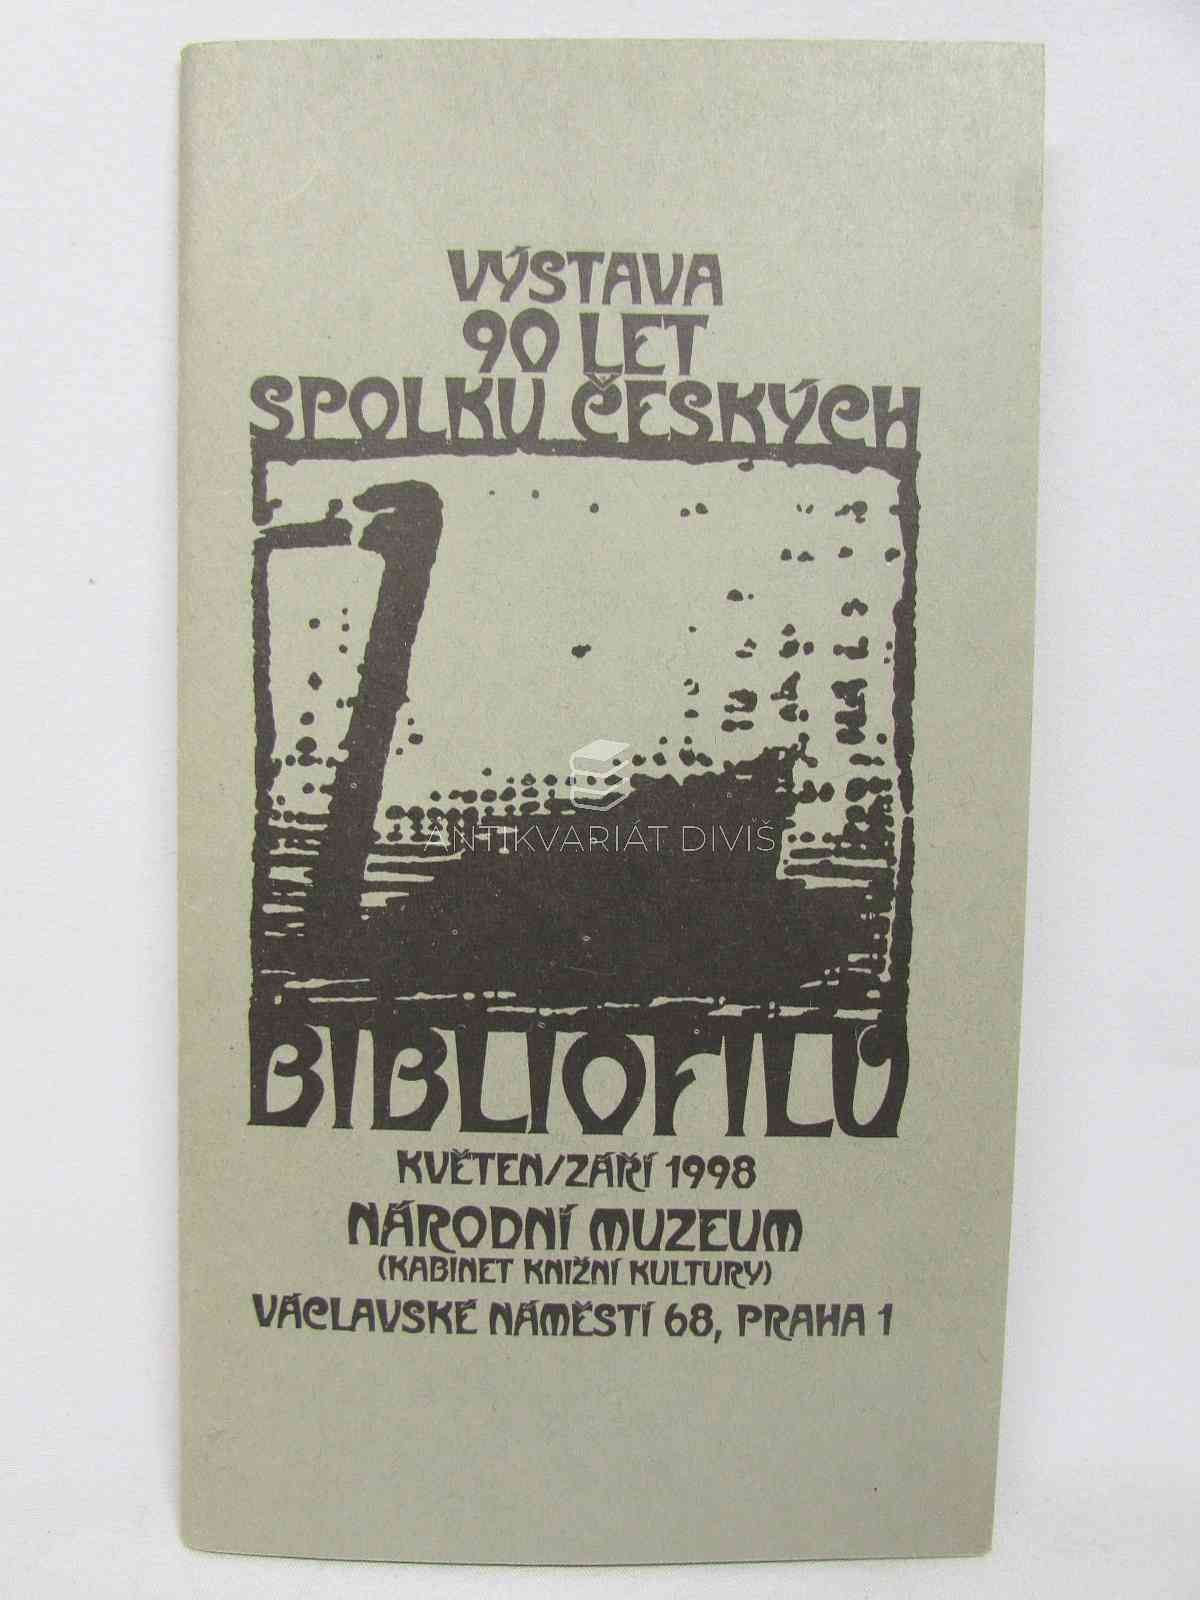 VÝSTAVA
90 LET
SPOLKU ČESKÝCH
BIBLIOFILŮ
KVĚTEN/ZÁŘÍ 1998
NÁRODNÍ MUZEUM
(KABINET KNIŽNÍ KULTURY)
VÁCLAVSKÉ NÁMĚSTÍ 68, PRAHA 1
ANTIKVARIÁT DIVIŠ